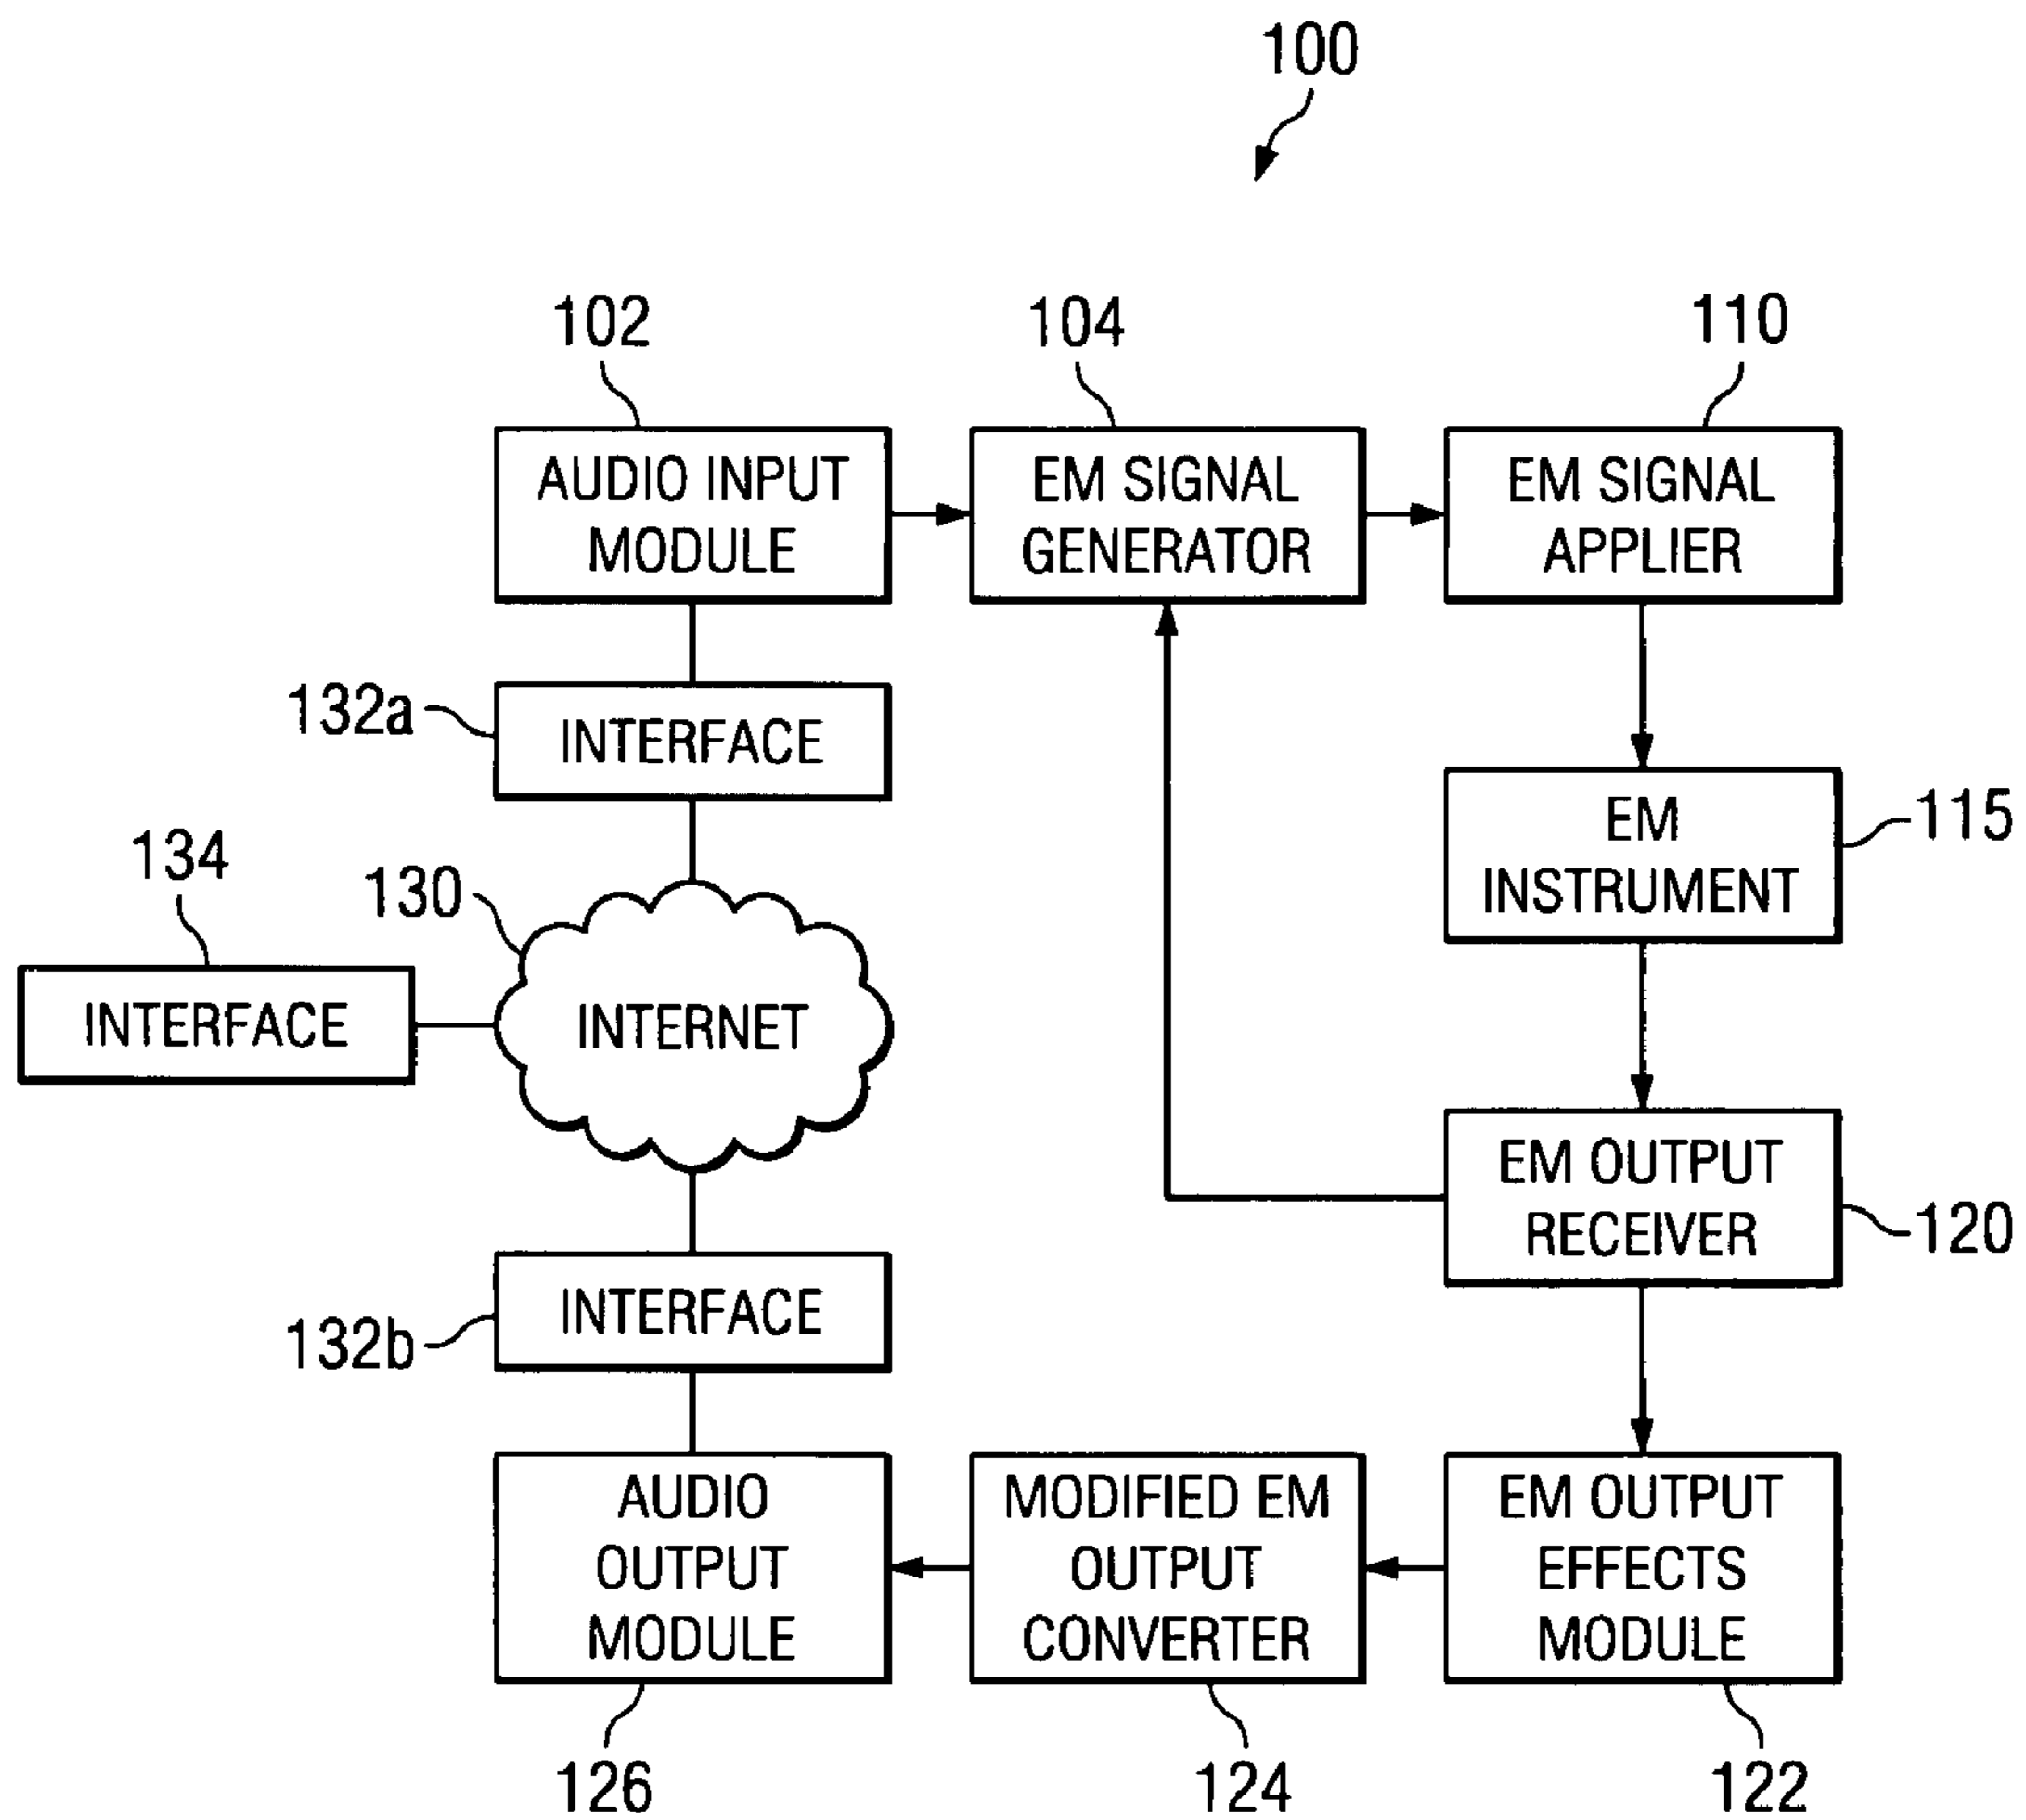 100
102
104
110
AUDIO INPUT
MODULE
EM SIGNAL
GENERATOR
EM SIGNAL
APPLIER
132a
INTERFACE
EM
INSTRUMENT
115
134
130
INTERFACE
INTERNET
EM OUTPUT
RECEIVER
120
INTERFACE
132b
AUDIO
OUTPUT
MODULE
MODIFIED EM
OUTPUT
CONVERTER
EM OUTPUT
EFFECTS
MODULE
126
124
122